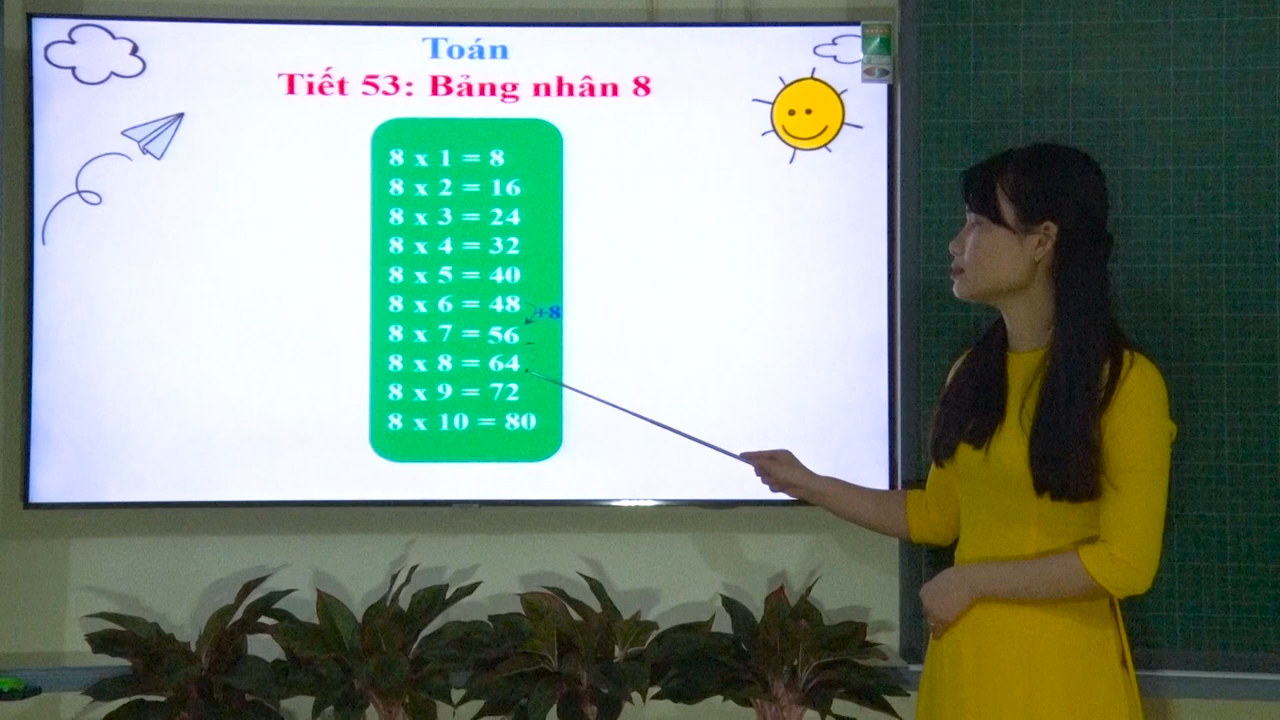 Toán
Tiết 53: Bảng nhân 8
8 x 1 = 8
8 x 2 = 16
8 x 3 = 24
8 x 4 = 32
8 x 5 = 40
8 x 6 = 48
+8
8 x 7 = 56
8 x 8 = 64
8 x 9 = 72
8 x 10 = 80